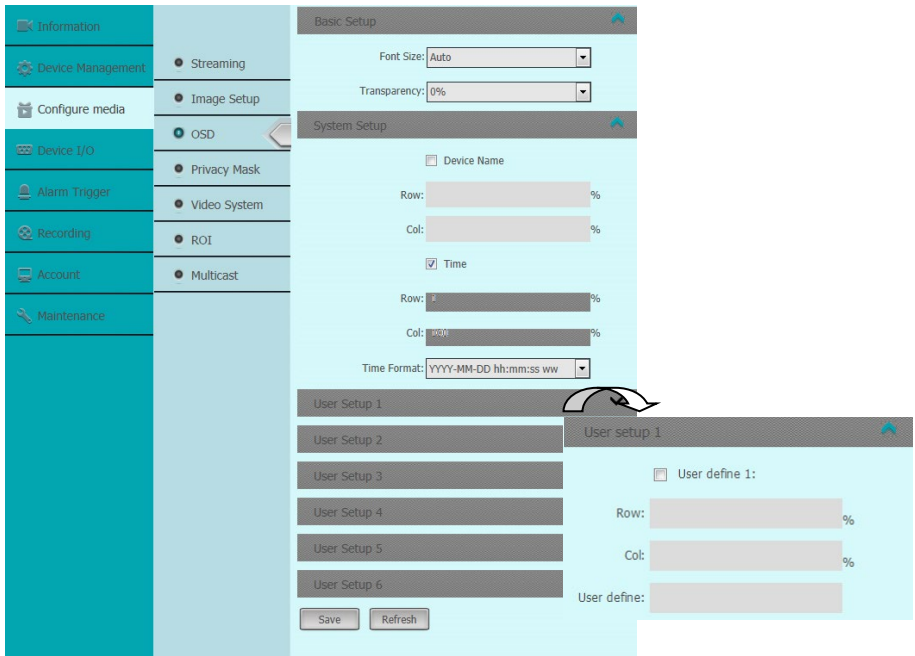 Information
Device Management
Configure media
Device I/O
Alarm Trigger
Recording
Account
Maintenance
Streaming
Image Setup
OSD
Privacy Mask
Video System
ROI
Multicast
Basic Setup
Font Size: Auto
Transparency: 0%
System Setup
Device Name
Row: %
Col: %
Time
Row: %
Col: %
Time Format: YYYY-MM-DD hh:mm:ss ww
User Setup 1
User Setup 2
User Setup 3
User Setup 4
User Setup 5
User Setup 6
Save Refresh
User setup 1
User define 1:
Row: %
Col: %
User define: